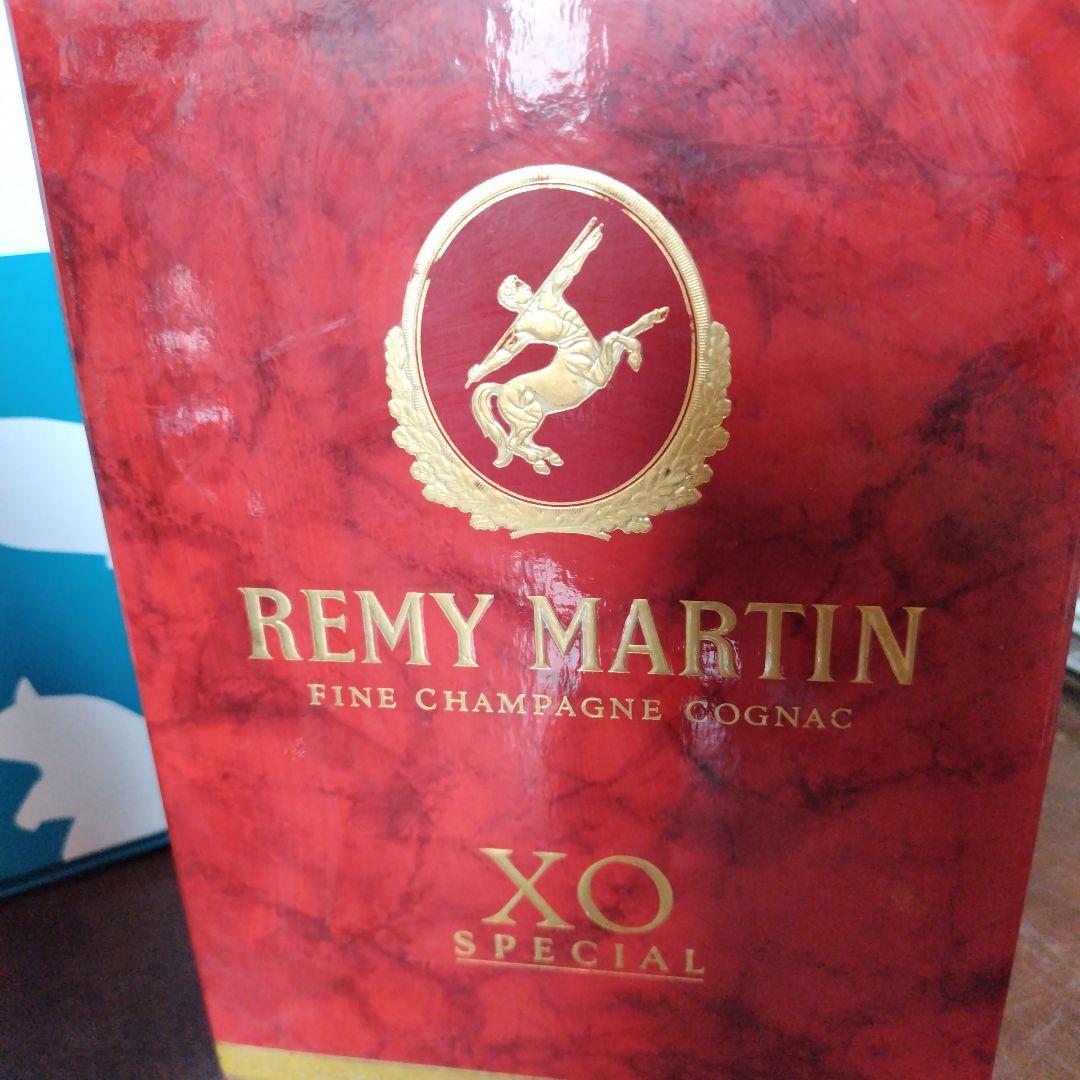 REMY MARTIN
FINE CHAMPAGNE COGNAC
XO
SPECIAL